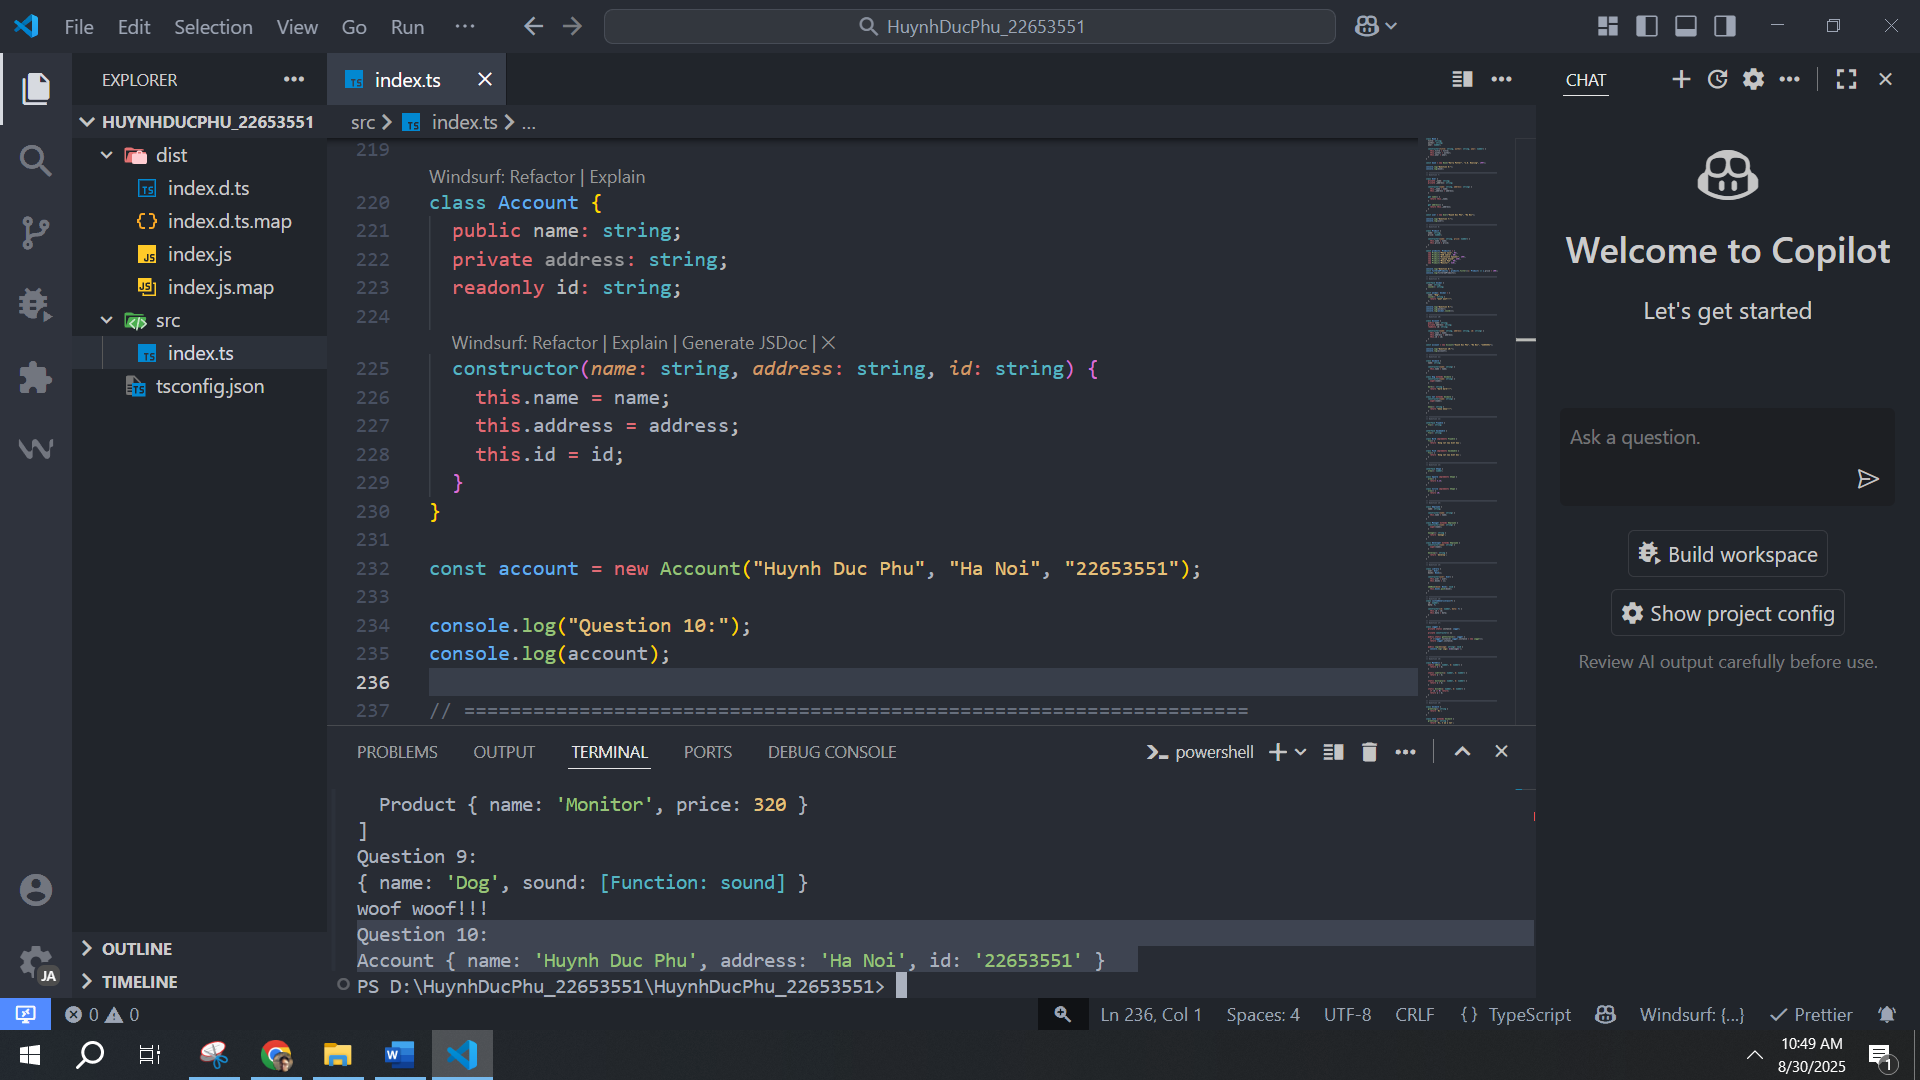 File Edit Selection View Go Run ···
HuynhDucPhu_22653551
EXPLORER
HUYNHDUCPHU_22653551
dist
index.d.ts
index.d.ts.map
index.js
index.js.map
src
index.ts
tsconfig.json
OUTLINE
TIMELINE
JA
index.ts
src > index.ts > ...
219
Windsurf: Refactor | Explain
220 class Account {
221 public name: string;
222 private address: string;
223 readonly id: string;
224
Windsurf: Refactor | Explain | Generate JSDoc | X
225 constructor(name: string, address: string, id: string) {
226 this.name = name;
227 this.address = address;
228 this.id = id;
229 }
230 }
231
232 const account = new Account("Huynh Duc Phu", "Ha Noi", "22653551");
233
234 console.log("Question 10:");
235 console.log(account);
236
237 // ====================================================================
PROBLEMS OUTPUT TERMINAL PORTS DEBUG CONSOLE
powershell
Product { name: 'Monitor', price: 320 }
]
Question 9:
{ name: 'Dog', sound: [Function: sound] }
woof woof!!!
Question 10:
Account { name: 'Huynh Duc Phu', address: 'Ha Noi', id: '22653551' }
PS D:\HuynhDucPhu_22653551\HuynhDucPhu_22653551>
CHAT
Welcome to Copilot
Let's get started
Ask a question.
Build workspace
Show project config
Review AI output carefully before use.
0 0
Ln 236, Col 1 Spaces: 4 UTF-8 CRLF {} TypeScript Windsurf: {...} Prettier
10:49 AM
8/30/2025
1